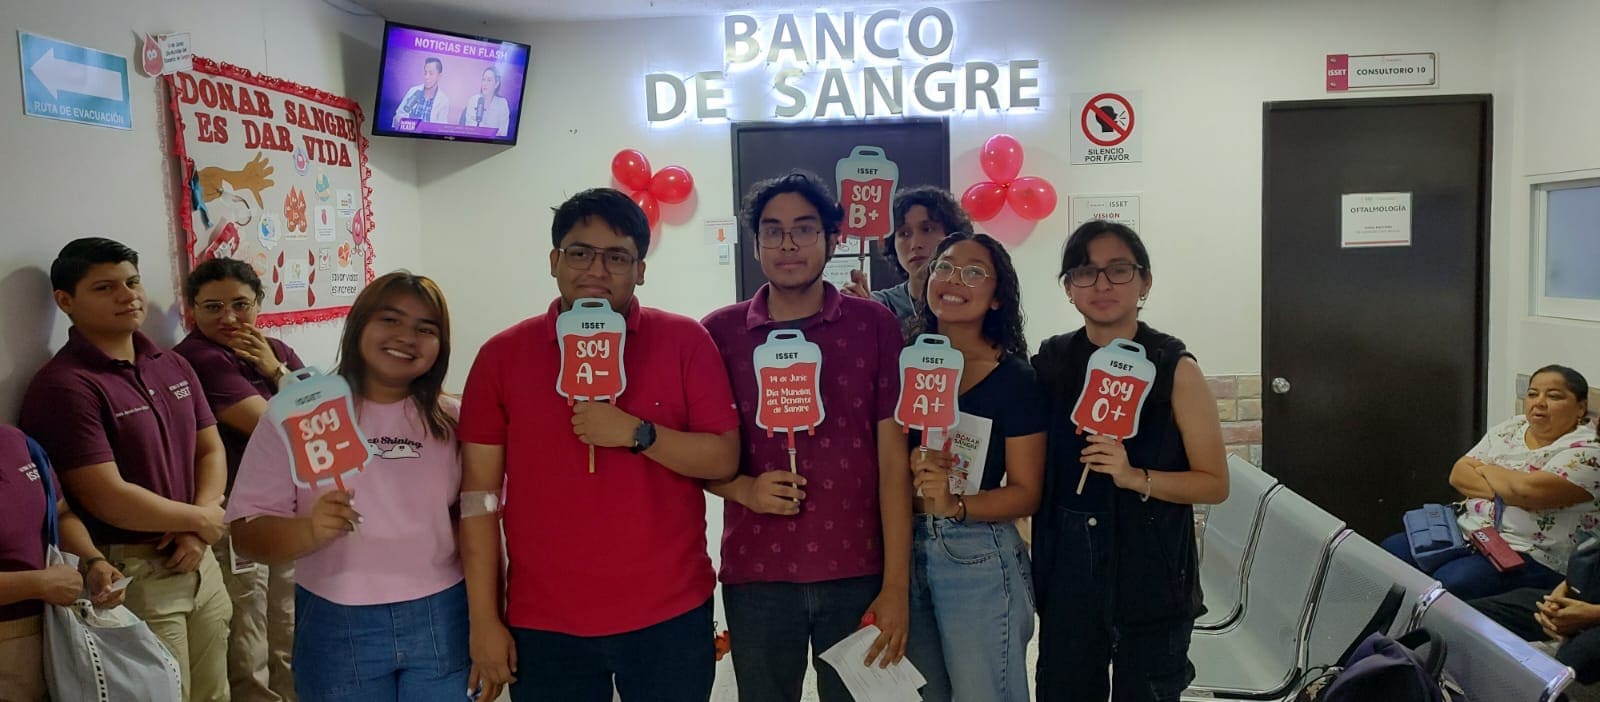 RUTA DE EVACUACIÓN
DONAR SANGRE
ES DAR VIDA
NOTICIAS EN FLASH
BANCO
DE SANGRE
ISSET
CONSULTORIO 10
SILENCIO
POR FAVOR
OFTALMOLOGÍA
ISSET
VISIÓN
ISSET
SOY
B+
ISSET
SOY
B-
ISSET
SOY
A-
ISSET
14 de Junio
Día Mundial
del Donante
de Sangre
ISSET
SOY
A+
ISSET
SOY
O+
DONAR
SANGRE
ISSET
Shining.